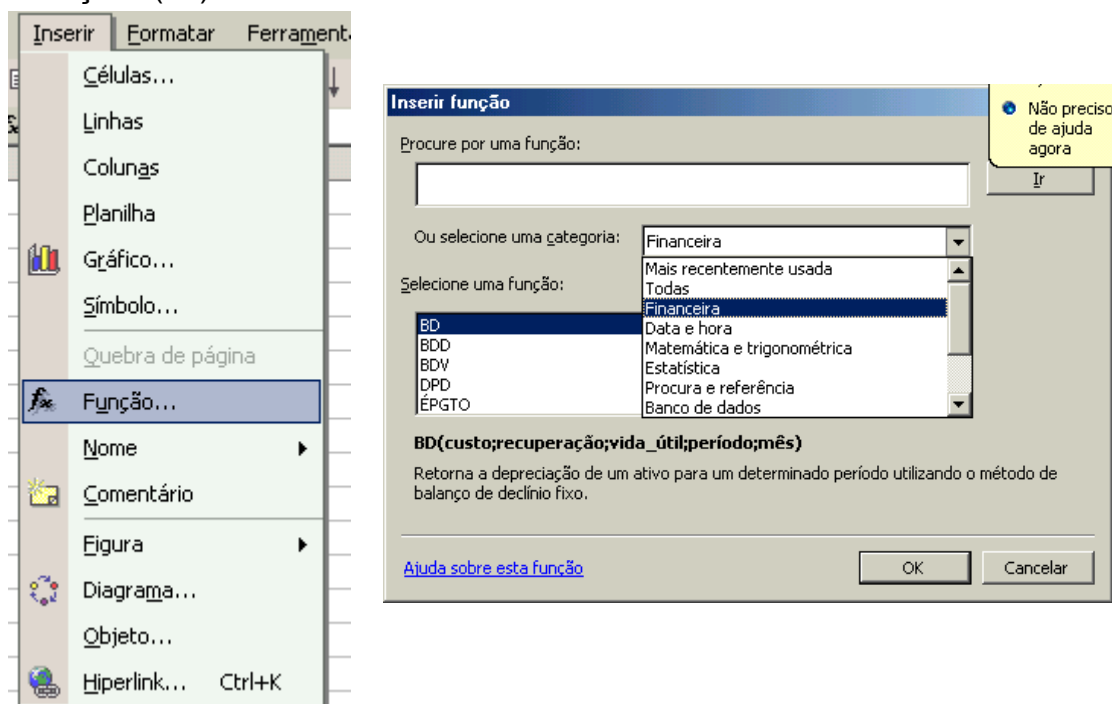 Inserir Formatar Ferrament
Células...
Linhas
Colunas
Planilha
Gráfico...
Símbolo...
Quebra de página
Função...
Nome
Comentário
Figura
Diagrama...
Objeto...
Hiperlink... Ctrl+K
Inserir função
Não preciso
de ajuda
agora
Procure por uma função:
Ir
Ou selecione uma categoria: Financeira
Mais recentemente usada
Todas
Financeira
Data e hora
Matemática e trigonométrica
Estatística
Procura e referência
Banco de dados
Selecione uma função:
BD
BDD
BDV
DPD
ÉPGTO
BD(custo;recuperação;vida_útil;período;mês)
Retorna a depreciação de um ativo para um determinado período utilizando o método de
balanço de declínio fixo.
Ajuda sobre esta função OK Cancelar